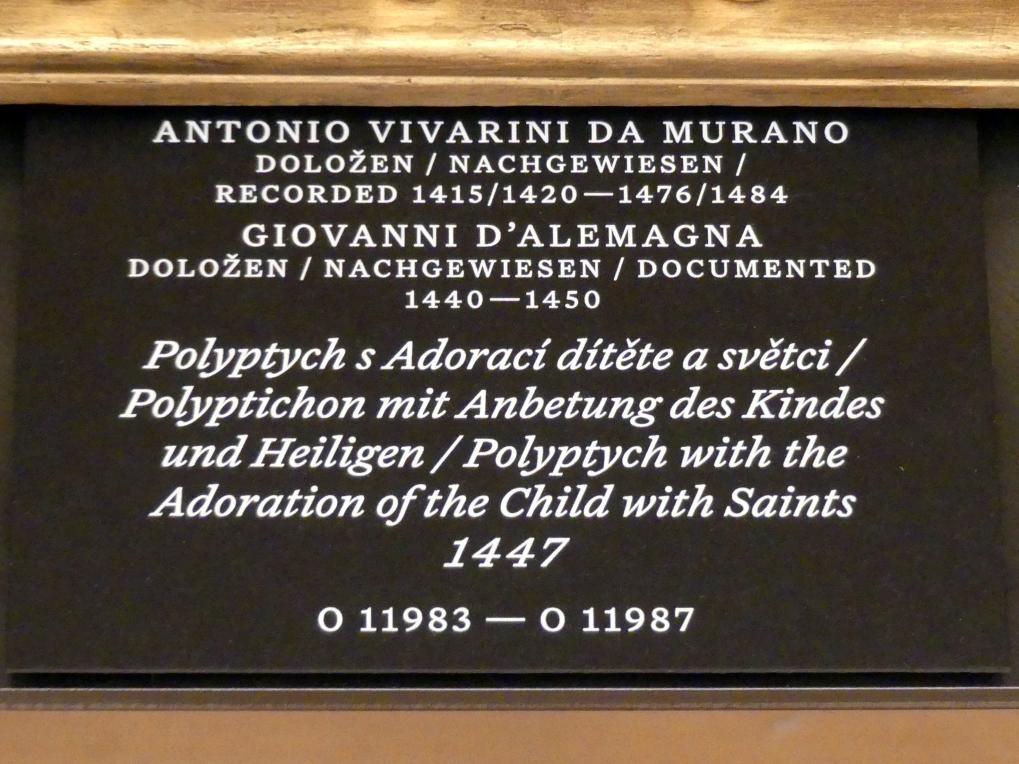 ANTONIO VIVARINI DA MURANO
DOLOŽEN / NACHGEWIESEN /
RECORDED 1415/1420—1476/1484
GIOVANNI D’ALEMAGNA
DOLOŽEN / NACHGEWIESEN / DOCUMENTED
1440—1450
Polyptych s Adorací dítěte a světci /
Polyptichon mit Anbetung des Kindes
und Heiligen / Polyptych with the
Adoration of the Child with Saints
1447
O 11983 — O 11987